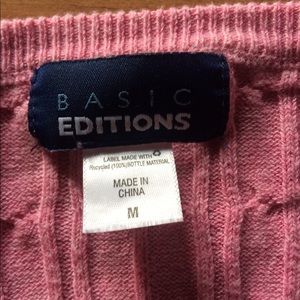 BASIC
EDITIONS
LABEL MADE WITH
Recycled (100%) BOTTLE MATERIAL
MADE IN
CHINA
M